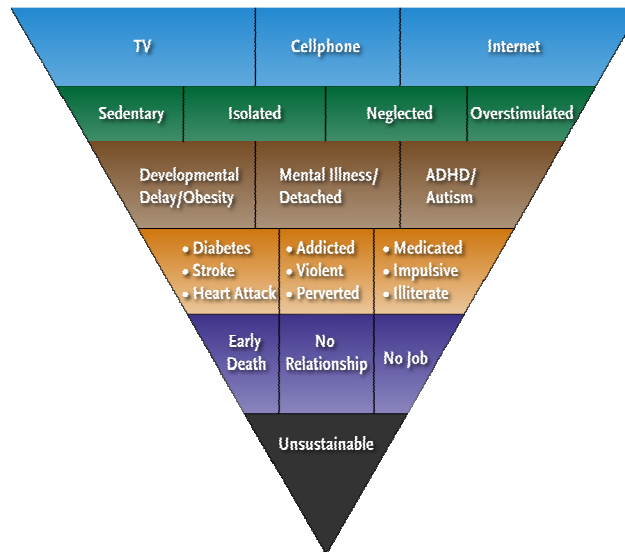 TV
Cellphone
Internet
Sedentary
Isolated
Neglected
Overstimulated
Developmental
Delay/Obesity
Mental Illness/
Detached
ADHD/
Autism
• Diabetes
• Stroke
• Heart Attack
• Addicted
• Violent
• Perverted
• Medicated
• Impulsive
• Illiterate
Early
Death
No
Relationship
No Job
Unsustainable